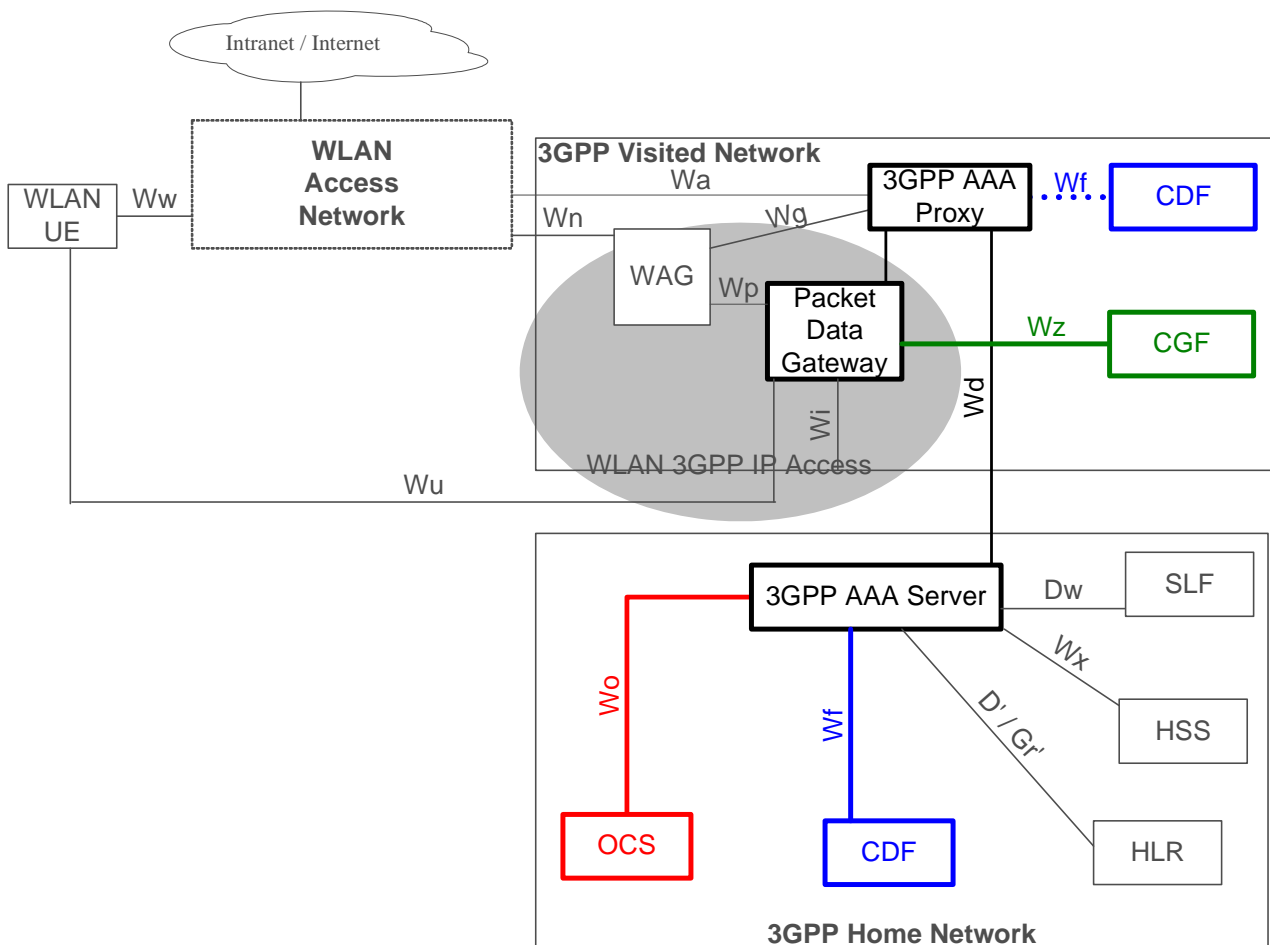 Intranet / Internet
WLAN
Access
Network
3GPP Visited Network
WLAN
UE
Ww
Wa
Wn
Wg
3GPP AAA
Proxy
Wf
CDF
WAG
Wp
Packet
Data
Gateway
Wz
CGF
Wi
Wd
WLAN 3GPP IP Access
Wu
3GPP AAA Server
Dw
SLF
Wx
HSS
Wo
Wf
D' / Gr'
OCS
CDF
HLR
3GPP Home Network